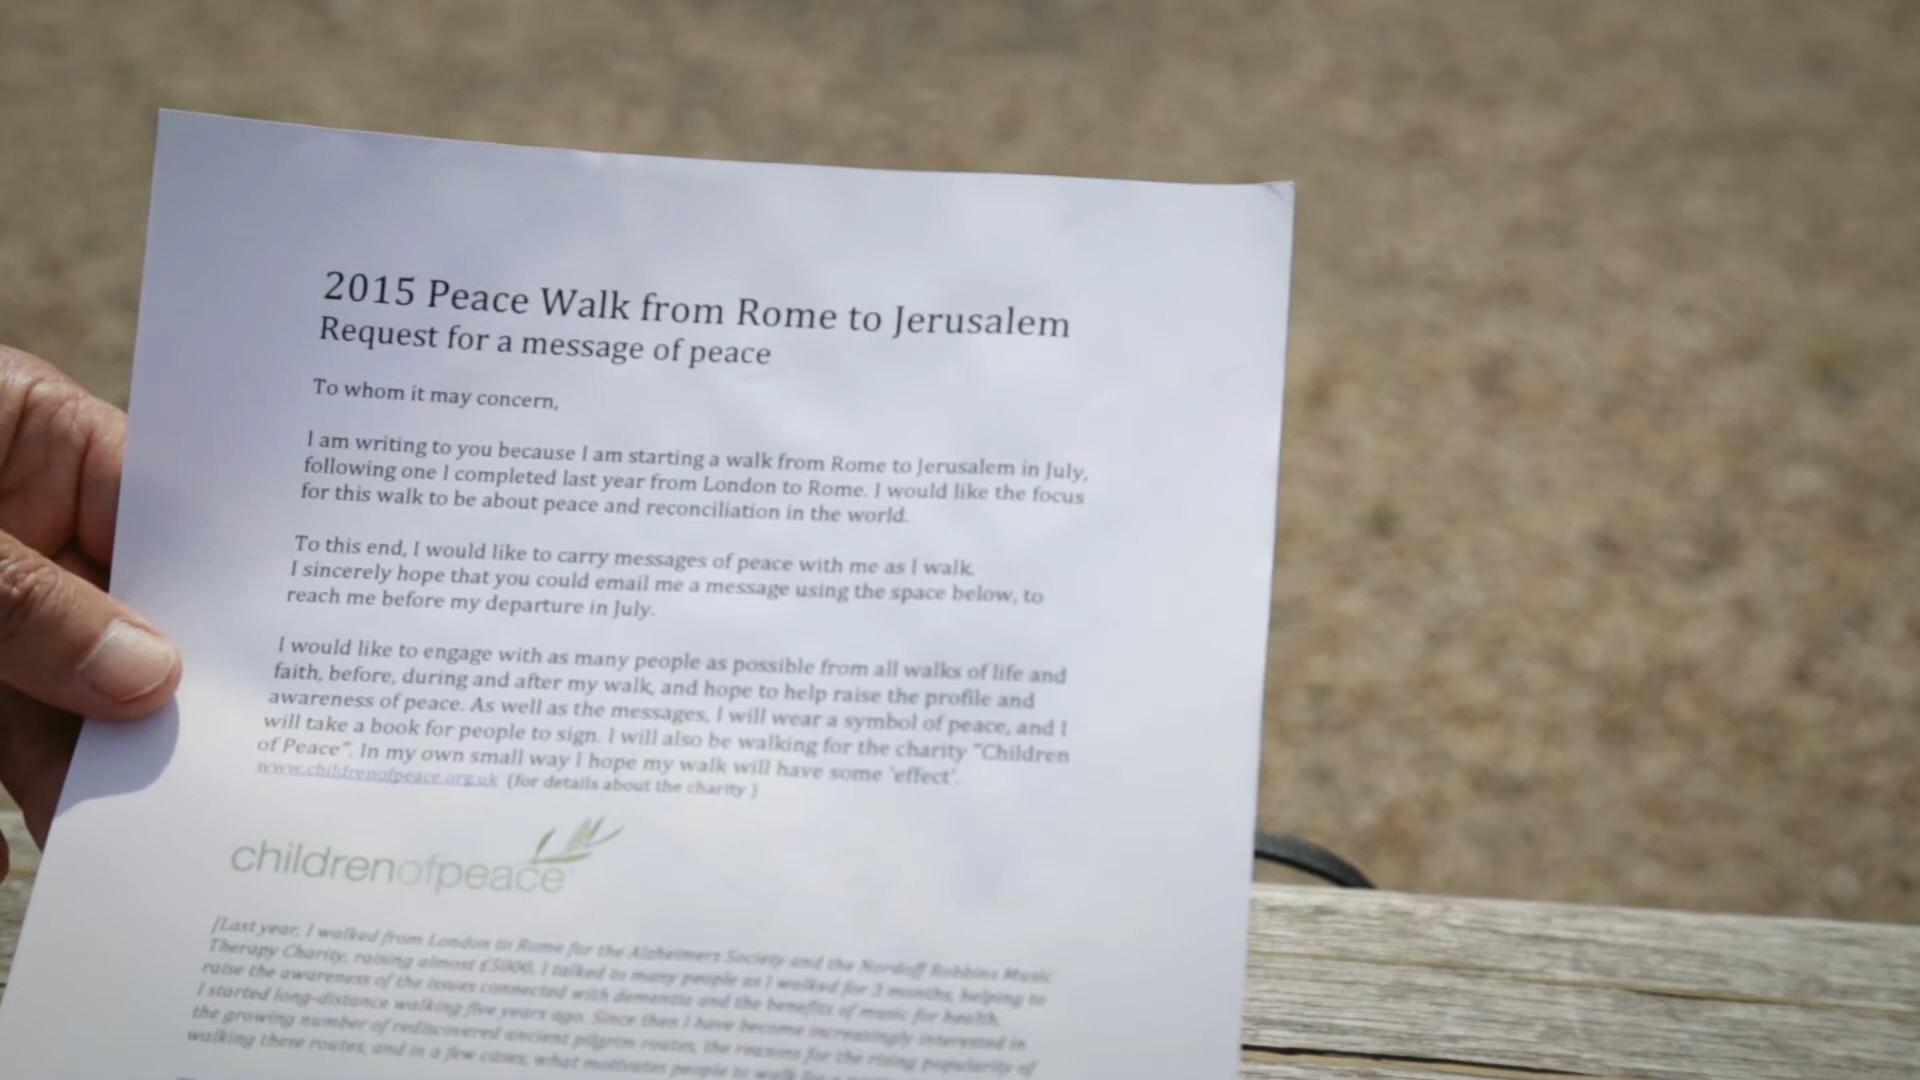 2015 Peace Walk from Rome to Jerusalem
Request for a message of peace
To whom it may concern,
I am writing to you because I am starting a walk from Rome to Jerusalem in July,
following one I completed last year from London to Rome. I would like the focus
for this walk to be about peace and reconciliation in the world.
To this end, I would like to carry messages of peace with me as I walk.
I sincerely hope that you could email me a message using the space below, to
reach me before my departure in July.
I would like to engage with as many people as possible from all walks of life and
faith, before, during and after my walk, and hope to help raise the profile and
awareness of peace. As well as the messages, I will wear a symbol of peace, and I
will take a book for people to sign. I will also be walking for the charity "Children
of Peace". In my own small way I hope my walk will have some 'effect'.
www.childrenofpeace.org.uk (for details about the charity )
childrenofpeace
[Last year, I walked from London to Rome for the Alzheimers Society and the Nordoff Robbins Music
Therapy Charity, raising almost £5000. I talked to many people as I walked for 3 months, helping to
raise the awareness of the issues connected with dementia and the benefits of music for health.
I started long-distance walking five years ago. Since then I have become increasingly interested in
the growing number of rediscovered ancient pilgrim routes, the reasons for the rising popularity of
walking these routes, and in a few cases, what motivates people to walk for a